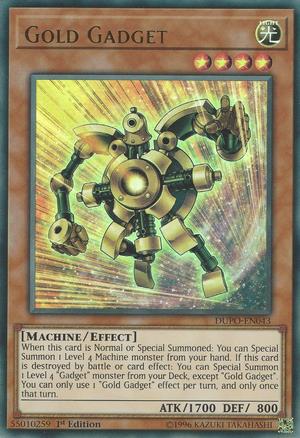 GOLD GADGET
LIGHT
光
DUPO-EN043
[Machine/Effect]
When this card is Normal or Special Summoned: You can Special
Summon 1 Level 4 Machine monster from your hand. If this card
is destroyed by battle or card effect: You can Special Summon
1 Level 4 "Gadget" monster from your Deck, except "Gold Gadget".
You can only use 1 "Gold Gadget" effect per turn, and only once
that turn.
ATK/1700 DEF/ 800
55010259 1st Edition ©1996 KAZUKI TAKAHASHI